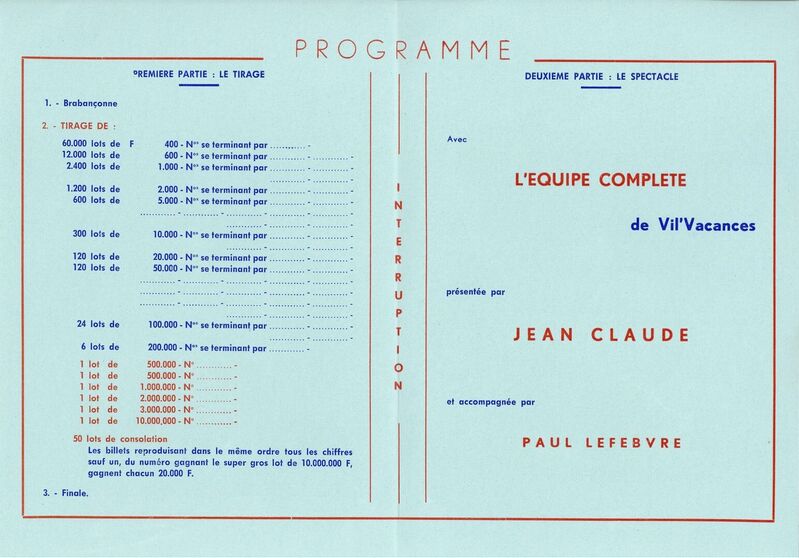 PROGRAMME
PREMIERE PARTIE : LE TIRAGE
1. - Brabançonne
2. - TIRAGE DE :
60.000 lots de F 400 - Nos se terminant par ........... -
12.000 lots de 600 - Nos se terminant par ........... - ........... - ........... -
2.400 lots de 1.000 - Nos se terminant par ........... - ........... - ........... -
........... - ........... -
1.200 lots de 2.000 - Nos se terminant par ........... - ........... - ........... -
600 lots de 5.000 - Nos se terminant par ........... - ........... - ........... -
........... - ........... - ........... - ........... - ........... -
........... - ........... -
300 lots de 10.000 - Nos se terminant par ........... - ........... - ........... -
........... - ........... -
120 lots de 20.000 - Nos se terminant par ........... - ........... - ........... -
120 lots de 50.000 - Nos se terminant par ........... - ........... - ........... -
........... - ........... - ........... - ........... - ........... -
........... - ........... - ........... - ........... - ........... -
........... - ........... - ........... - ........... - ........... -
........... - ........... - ........... -
24 lots de 100.000 - Nos se terminant par ........... - ........... - ........... -
........... - ........... -
6 lots de 200.000 - Nos se terminant par ........... - ........... -
1 lot de 500.000 - No ........... -
1 lot de 500.000 - No ........... -
1 lot de 1.000.000 - No ........... -
1 lot de 2.000.000 - No ........... -
1 lot de 3.000.000 - No ........... -
1 lot de 10.000,000 - No ........... -
50 lots de consolation
Les billets reproduisant dans le même ordre tous les chiffres
sauf un, du numéro gagnant le super gros lot de 10.000.000 F,
gagnent chacun 20.000 F.
3. - Finale.
INTERRUPTION
DEUXIEME PARTIE : LE SPECTACLE
Avec
L'EQUIPE COMPLETE
de Vil'Vacances
présentée par
JEAN CLAUDE
et accompagnée par
PAUL LEFEBVRE